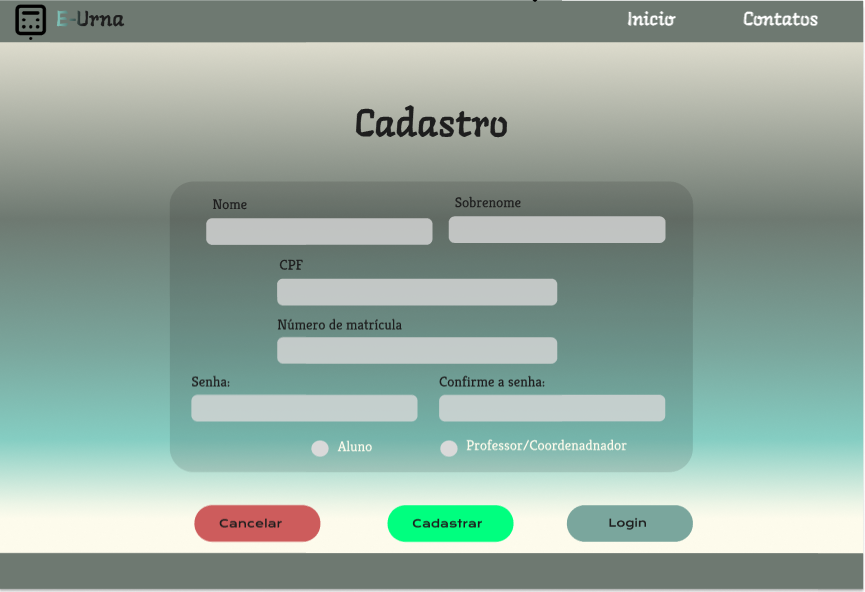 E-Urna
Inicio
Contatos
Cadastro
Nome
Sobrenome
CPF
Número de matrícula
Senha:
Confirme a senha:
Aluno
Professor/Coordenadnador
Cancelar
Cadastrar
Login